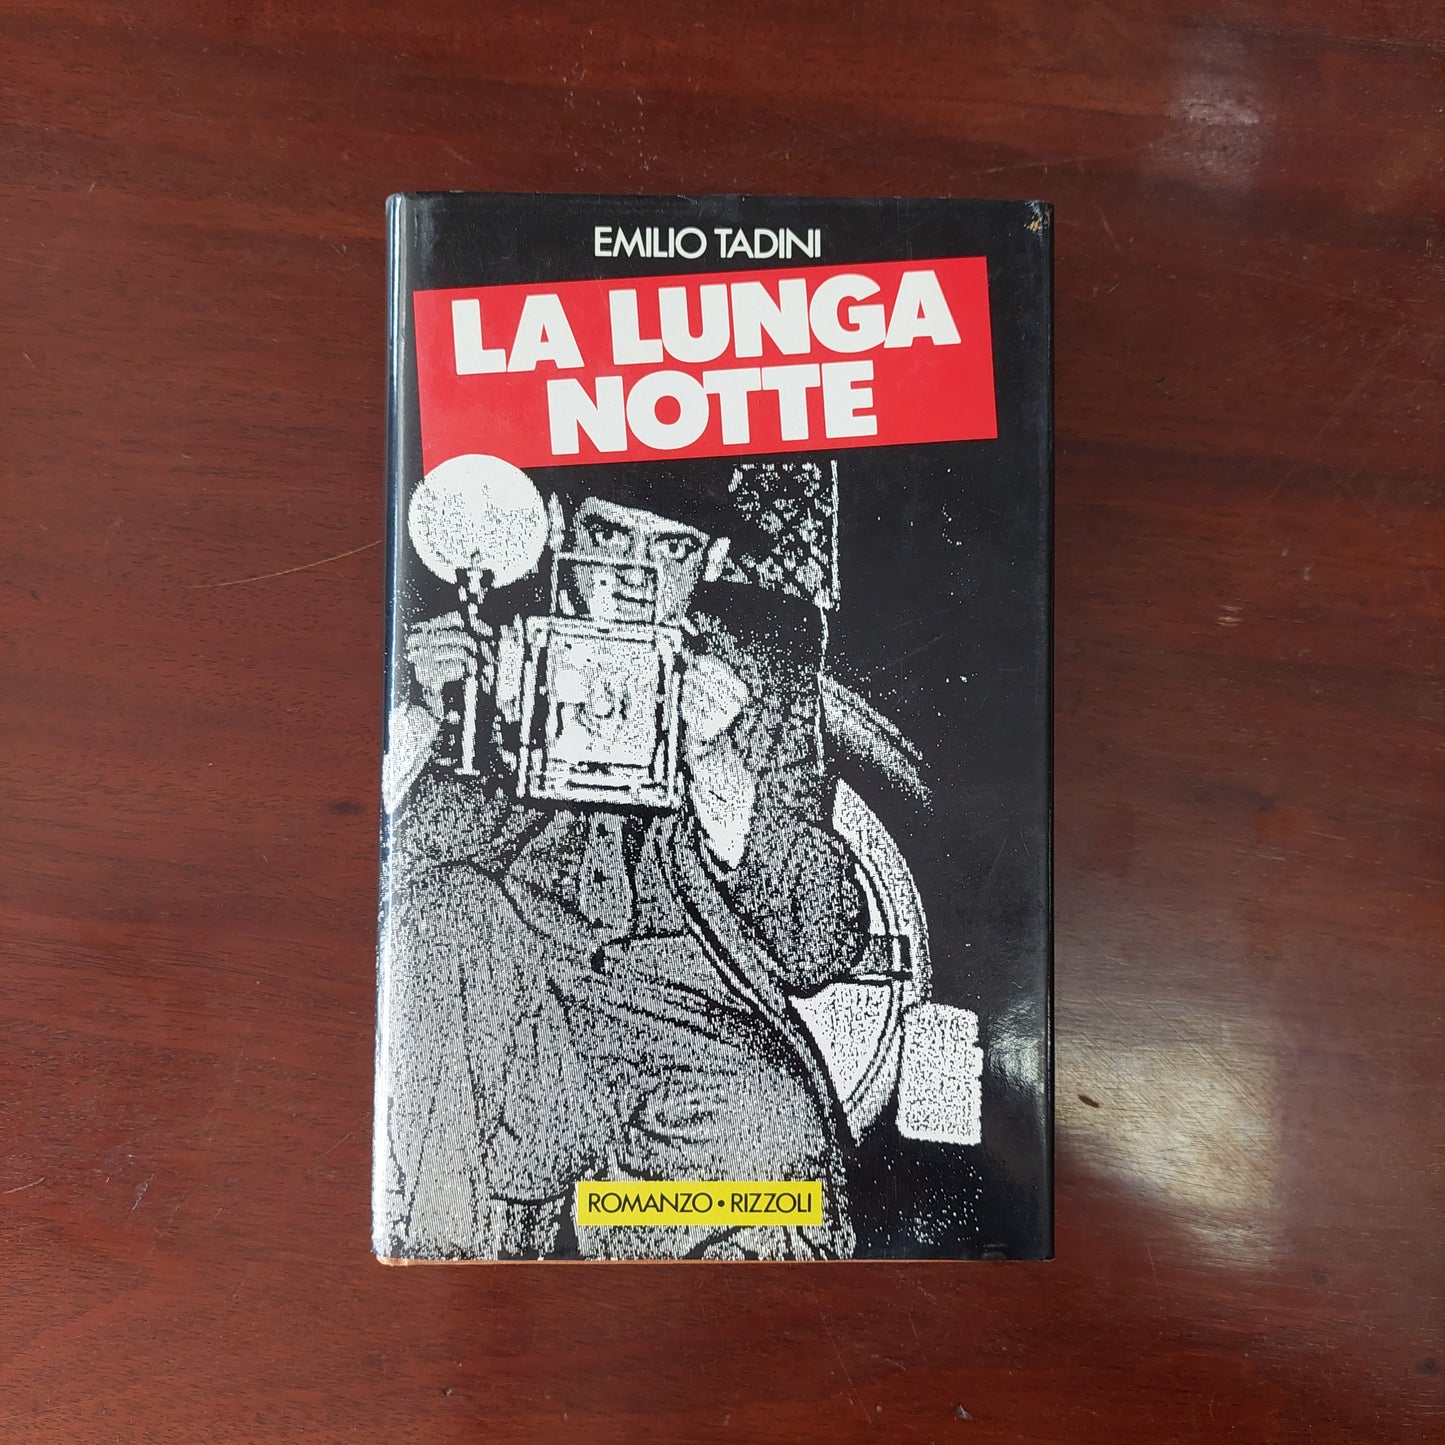 EMILIO TADINI
LA LUNGA
NOTTE
ROMANZO • RIZZOLI